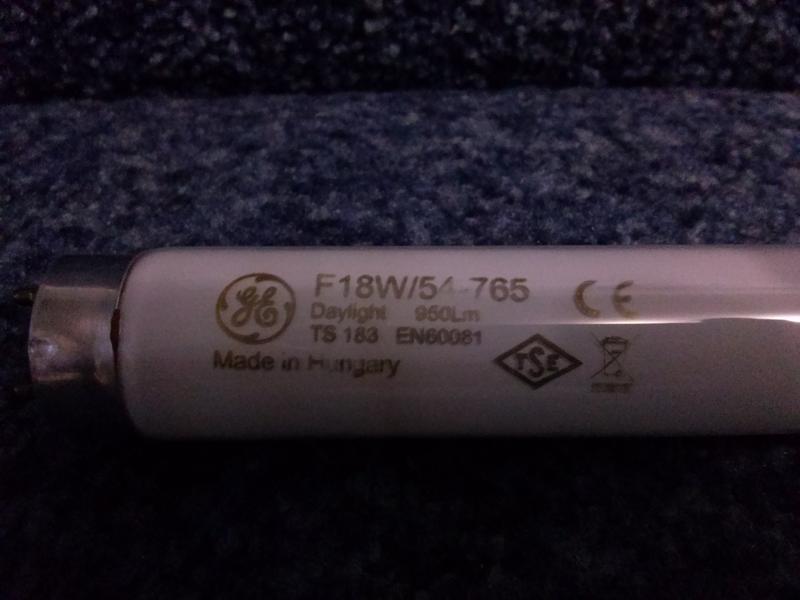 GE F18W/54-765 CE
Daylight 950Lm
TS 183 EN60081
Made in Hungary TSE